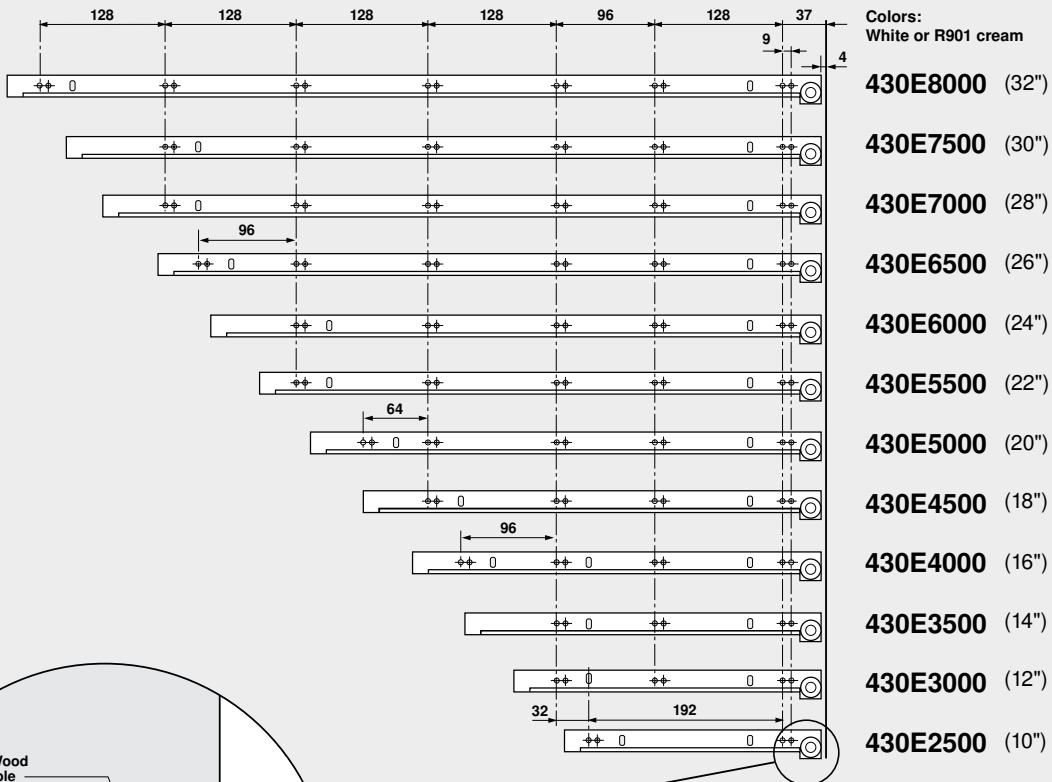 128 128 128 128 96 128 37
Colors:
White or R901 cream
9
4
430E8000 (32")
430E7500 (30")
430E7000 (28")
96
430E6500 (26")
430E6000 (24")
430E5500 (22")
64
430E5000 (20")
430E4500 (18")
96
430E4000 (16")
430E3500 (14")
430E3000 (12")
32 192
430E2500 (10")